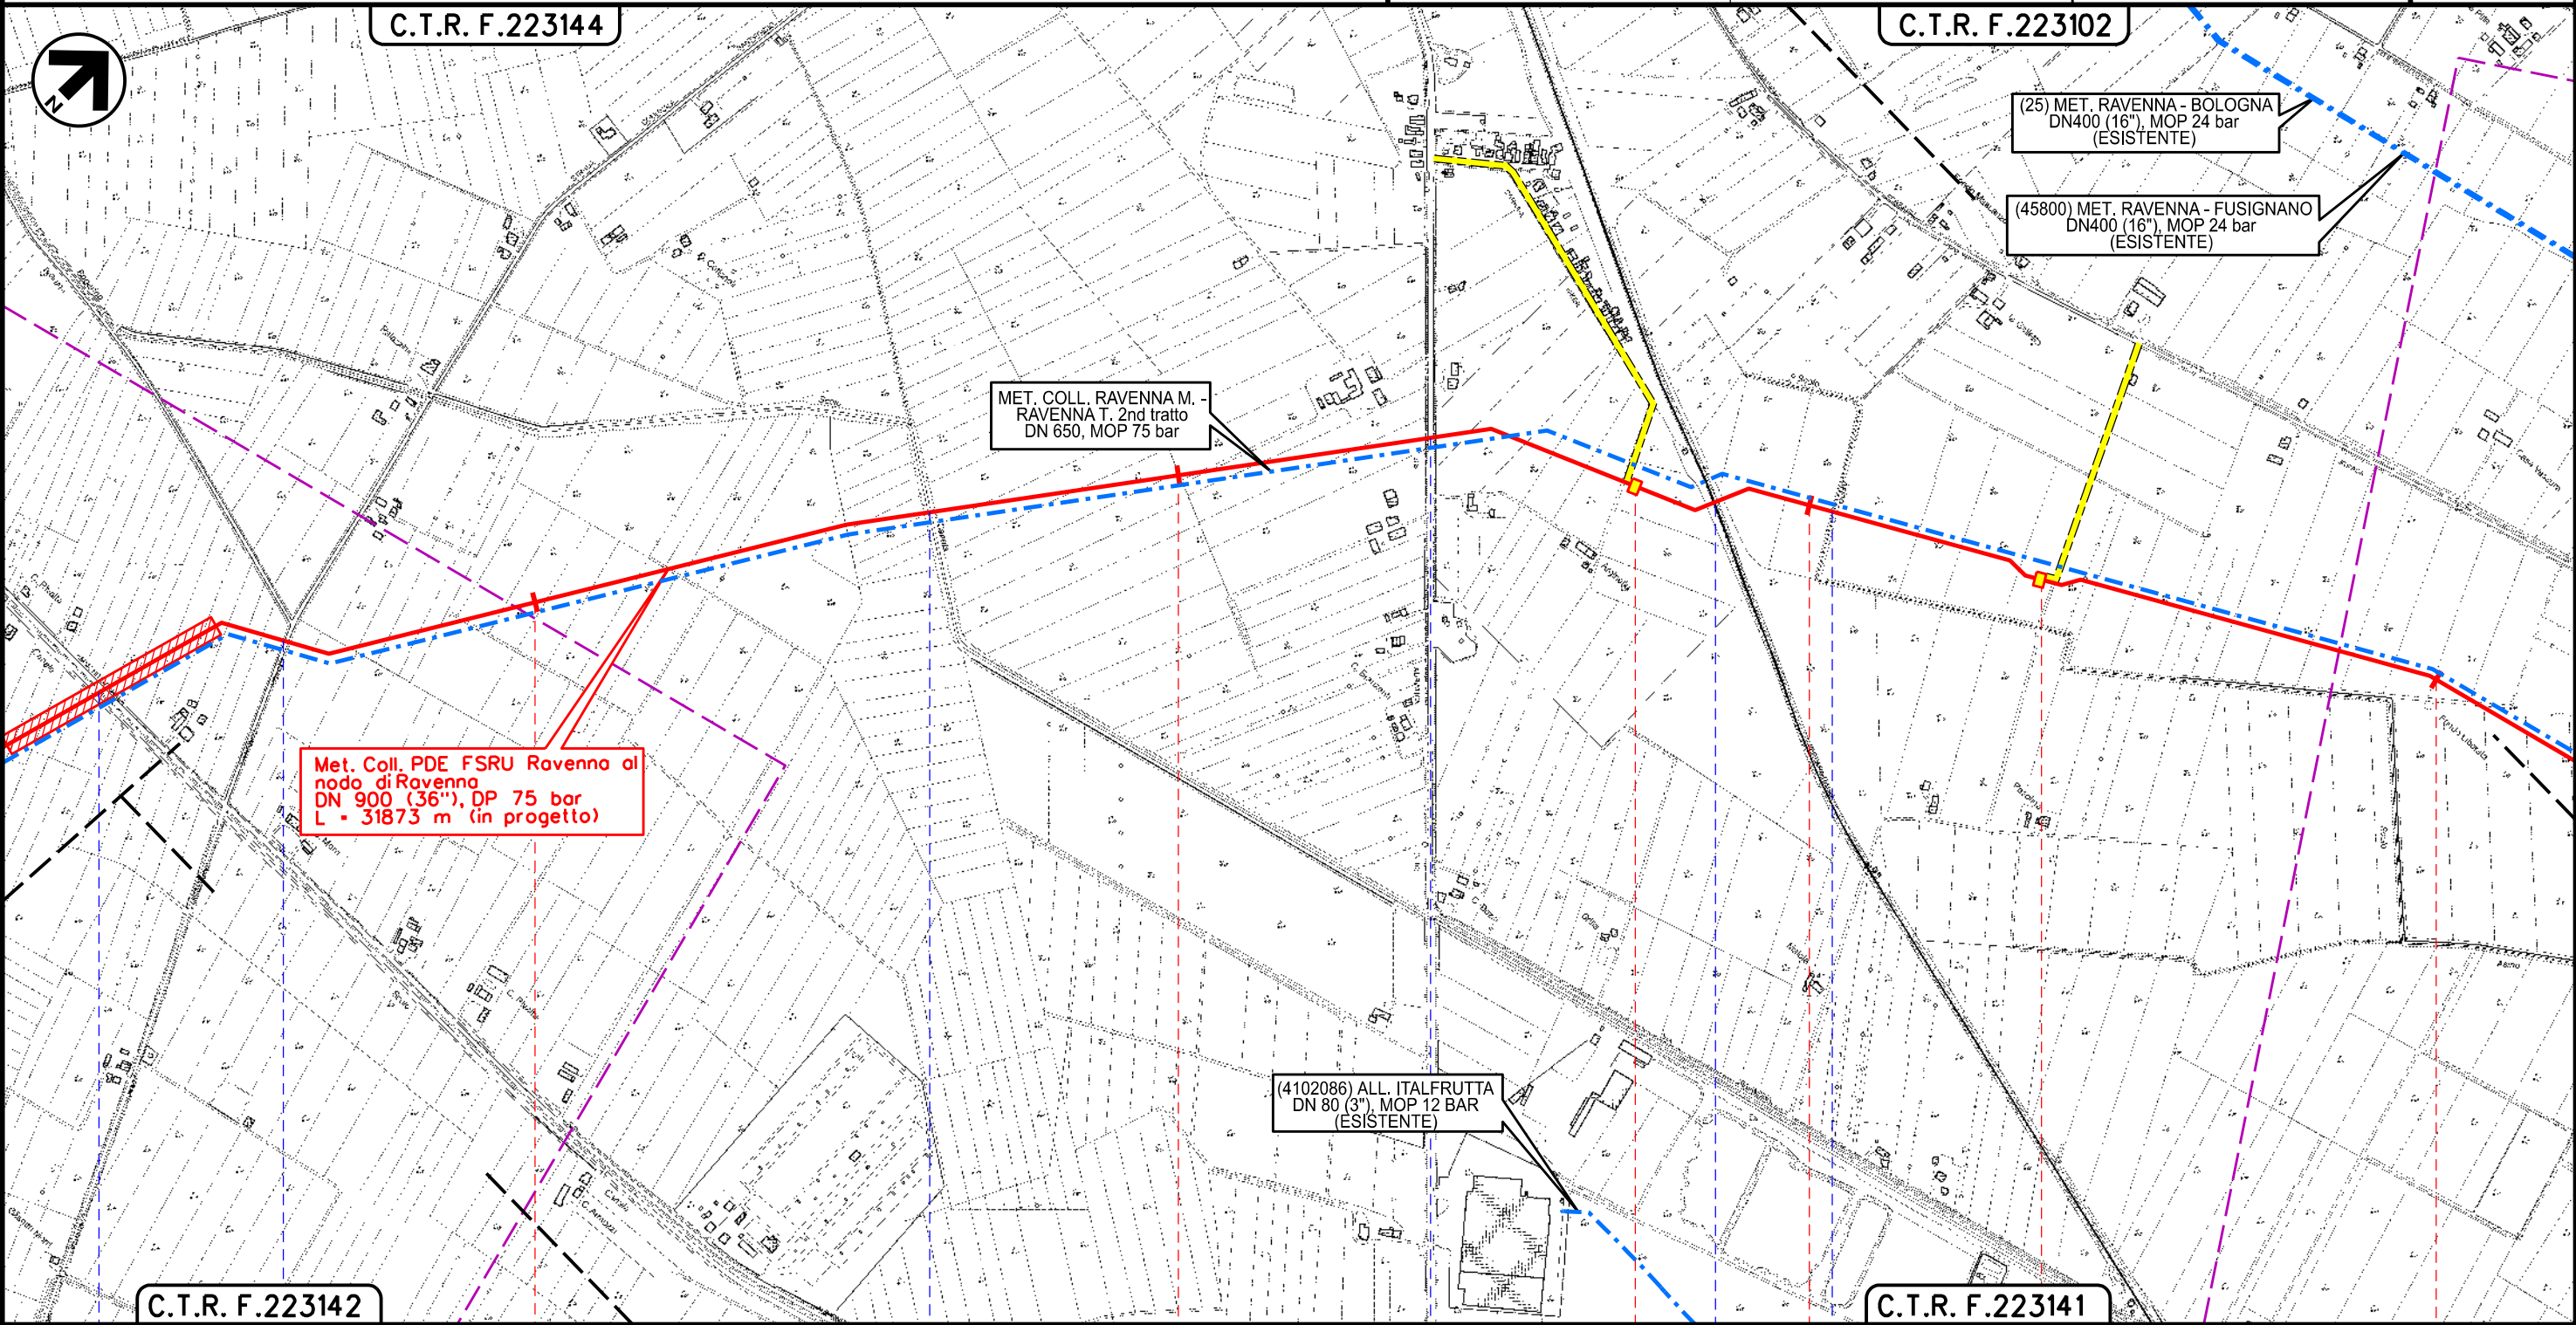 C.T.R. F.223144
C.T.R. F.223102
N
(25) MET. RAVENNA - BOLOGNA
DN400 (16"), MOP 24 bar
(ESISTENTE)
(45800) MET. RAVENNA - FUSIGNANO
DN400 (16"), MOP 24 bar
(ESISTENTE)
MET. COLL. RAVENNA M. -
RAVENNA T. 2nd tratto
DN 650, MOP 75 bar
Met. Coll. PDE FSRU Ravenna al
nodo di Ravenna
DN 900 (36"), DP 75 bar
L = 31873 m (in progetto)
(4102086) ALL. ITALFRUTTA
DN 80 (3"), MOP 12 BAR
(ESISTENTE)
C.T.R. F.223142
C.T.R. F.223141